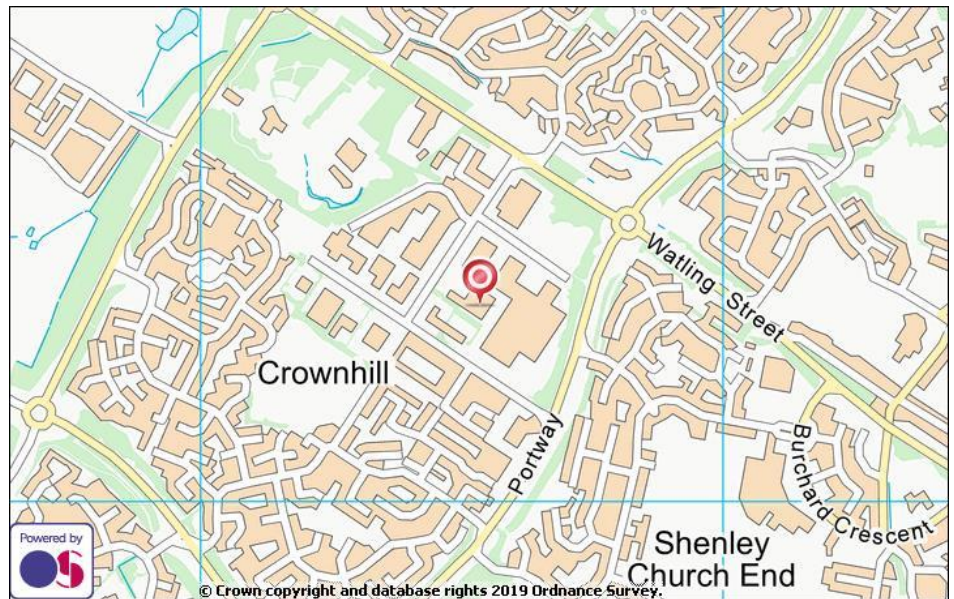 Watling Street
Crownhill
Portway
Burchard Crescent
Shenley
Church End
Powered by
OS
© Crown copyright and database rights 2019 Ordnance Survey.